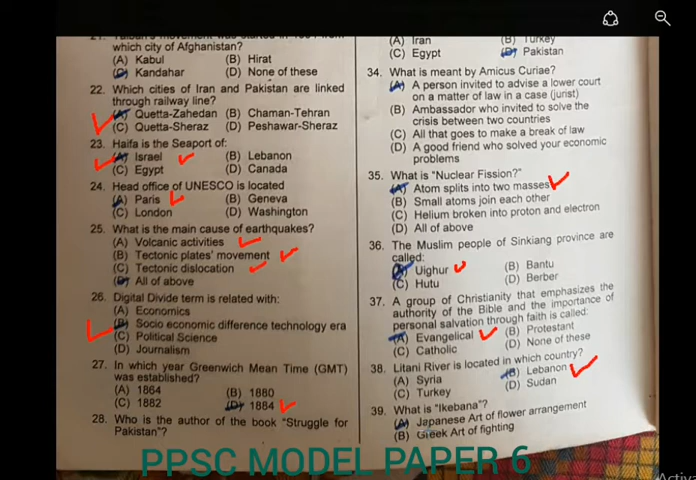 21. Taliban's movement was started in 1994 from
which city of Afghanistan?
(A) Kabul (B) Hirat
(C) Kandahar (D) None of these
22. Which cities of Iran and Pakistan are linked
through railway line?
(A) Quetta-Zahedan (B) Chaman-Tehran
(C) Quetta-Sheraz (D) Peshawar-Sheraz
23. Haifa is the Seaport of:
(A) Israel (B) Lebanon
(C) Egypt (D) Canada
24. Head office of UNESCO is located
(A) Paris (B) Geneva
(C) London (D) Washington
25. What is the main cause of earthquakes?
(A) Volcanic activities
(B) Tectonic plates' movement
(C) Tectonic dislocation
(D) All of above
26. Digital Divide term is related with:
(A) Economics
(B) Socio economic difference technology era
(C) Political Science
(D) Journalism
27. In which year Greenwich Mean Time (GMT)
was established?
(A) 1864 (B) 1880
(C) 1882 (D) 1884
28. Who is the author of the book "Struggle for
Pakistan"?
(A) Iran (B) Turkey
(C) Egypt (D) Pakistan
34. What is meant by Amicus Curiae?
(A) A person invited to advise a lower court
on a matter of law in a case (jurist)
(B) Ambassador who invited to solve the
crisis between two countries
(C) All that goes to make a break of law
(D) A good friend who solved your economic
problems
35. What is "Nuclear Fission?"
(A) Atom splits into two masses
(B) Small atoms join each other
(C) Helium broken into proton and electron
(D) All of above
36. The Muslim people of Sinkiang province are
called:
(A) Uighur (B) Bantu
(C) Hutu (D) Berber
37. A group of Christianity that emphasizes the
authority of the Bible and the importance of
personal salvation through faith is called:
(A) Evangelical (B) Protestant
(C) Catholic (D) None of these
38. Litani River is located in which country?
(A) Syria (B) Lebanon
(C) Turkey (D) Sudan
39. What is "Ikebana"?
(A) Japanese Art of flower arrangement
(B) Greek Art of fighting
PPSC MODEL PAPER 6